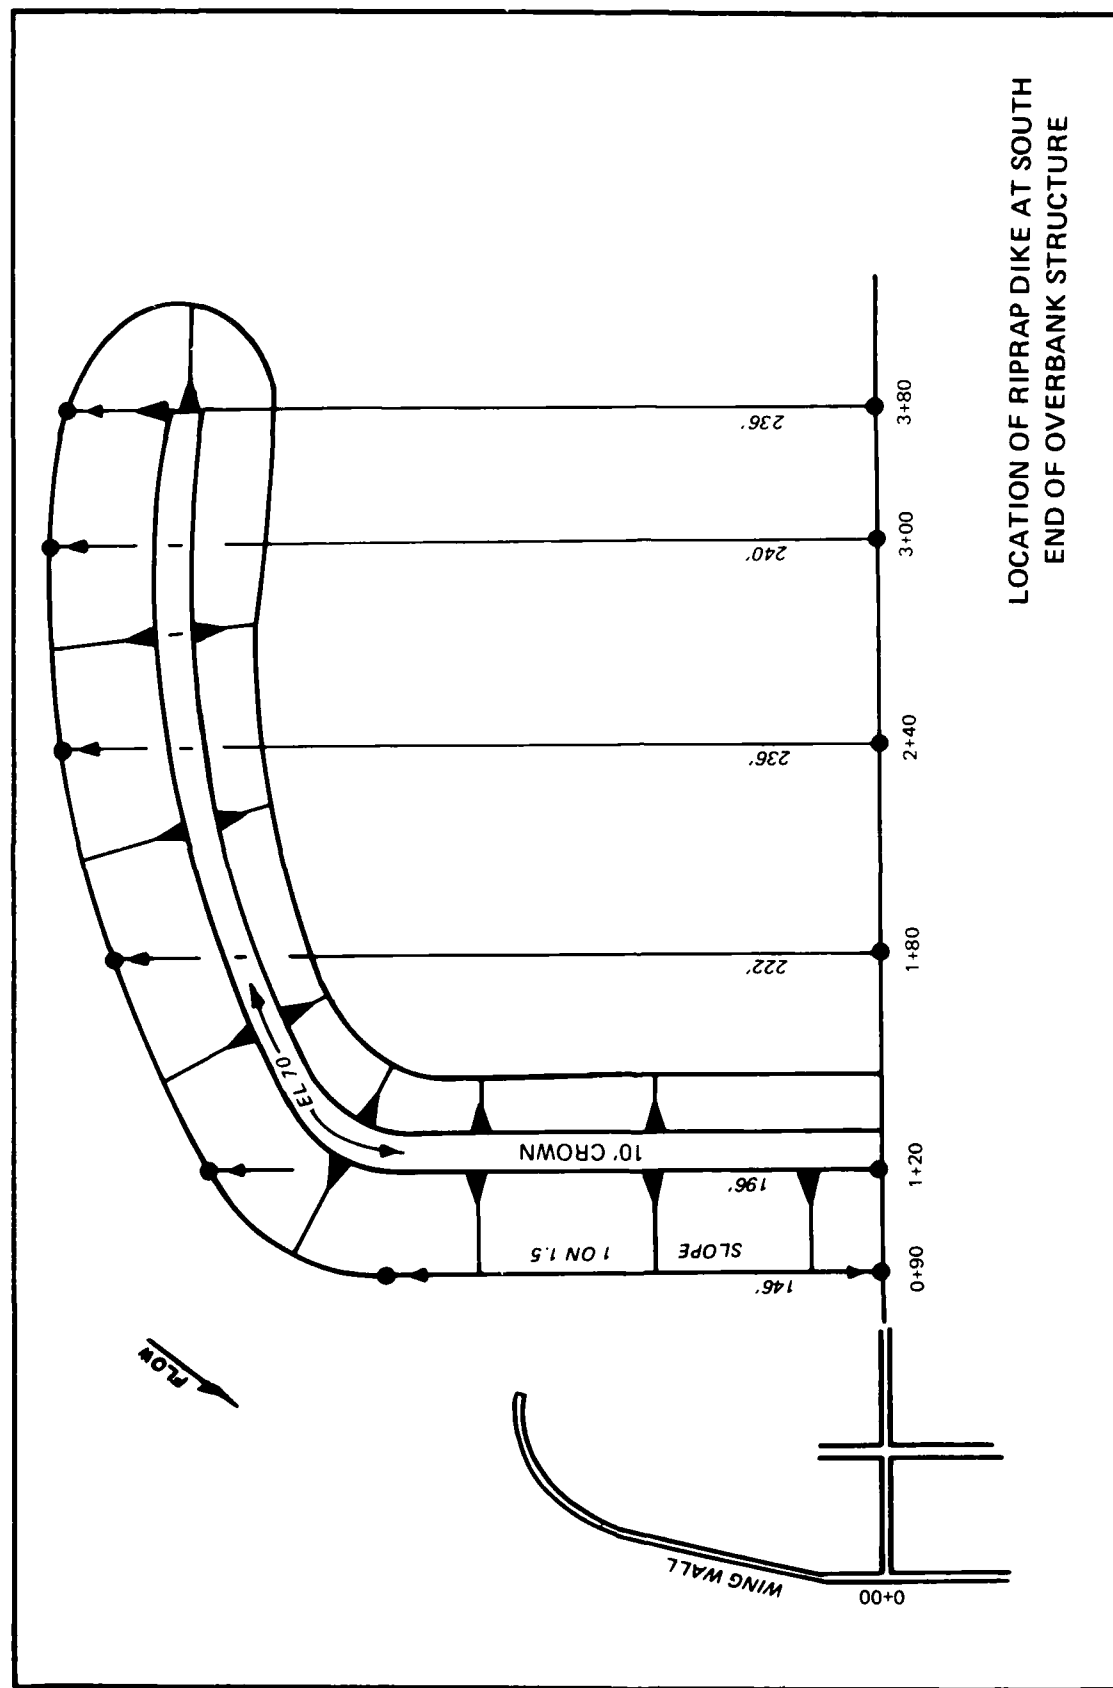 LOCATION OF RIPRAP DIKE AT SOUTH
END OF OVERBANK STRUCTURE
FLOW
WING WALL
0+00
0+90
1+20
1+80
2+40
3+00
3+80
146'
196'
222'
236'
240'
236'
1 ON 1.5
SLOPE
10' CROWN
EL 70